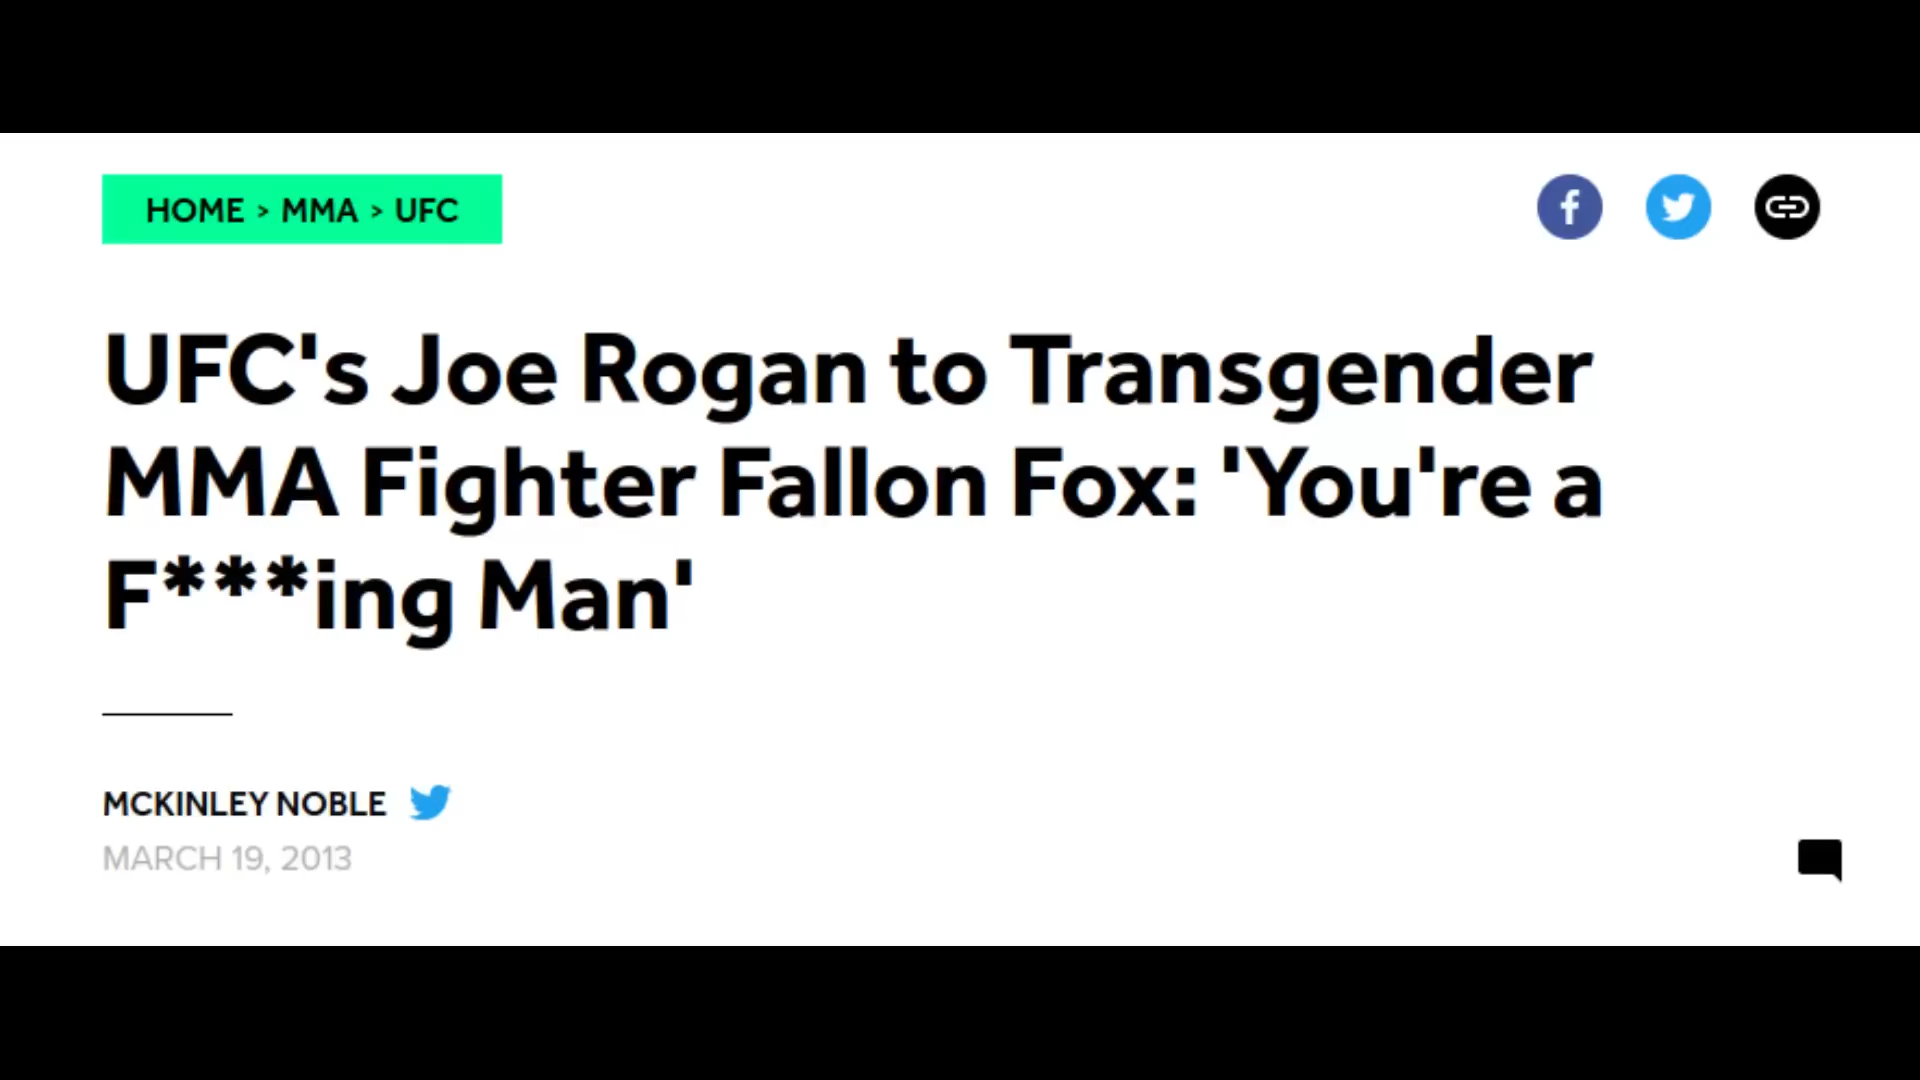 HOME > MMA > UFC
UFC's Joe Rogan to Transgender
MMA Fighter Fallon Fox: 'You're a
F***ing Man'
MCKINLEY NOBLE
MARCH 19, 2013